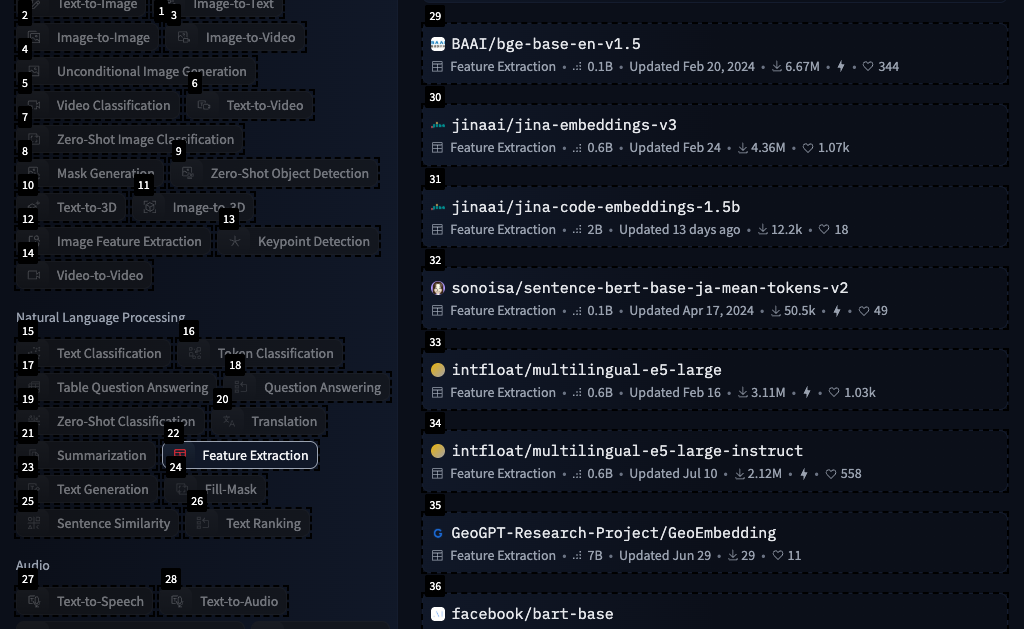 Text-to-Image
Image-to-Text
1
2
3
Image-to-Image
Image-to-Video
4
Unconditional Image Generation
5
6
Video Classification
Text-to-Video
7
Zero-Shot Image Classification
8
9
Mask Generation
Zero-Shot Object Detection
10
11
Text-to-3D
Image-to-3D
12
13
Image Feature Extraction
Keypoint Detection
14
Video-to-Video
Natural Language Processing
15
16
Text Classification
Token Classification
17
18
Table Question Answering
Question Answering
19
20
Zero-Shot Classification
Translation
21
22
Summarization
Feature Extraction
23
24
Text Generation
Fill-Mask
25
26
Sentence Similarity
Text Ranking
Audio
27
28
Text-to-Speech
Text-to-Audio
29
BAAI/bge-base-en-v1.5
Feature Extraction • 0.1B • Updated Feb 20, 2024 • 6.67M • • 344
30
jinaai/jina-embeddings-v3
Feature Extraction • 0.6B • Updated Feb 24 • 4.36M • 1.07k
31
jinaai/jina-code-embeddings-1.5b
Feature Extraction • 2B • Updated 13 days ago • 12.2k • 18
32
sonoisa/sentence-bert-base-ja-mean-tokens-v2
Feature Extraction • 0.1B • Updated Apr 17, 2024 • 50.5k • • 49
33
intfloat/multilingual-e5-large
Feature Extraction • 0.6B • Updated Feb 16 • 3.11M • • 1.03k
34
intfloat/multilingual-e5-large-instruct
Feature Extraction • 0.6B • Updated Jul 10 • 2.12M • • 558
35
GeoGPT-Research-Project/GeoEmbedding
Feature Extraction • 7B • Updated Jun 29 • 29 • 11
36
facebook/bart-base